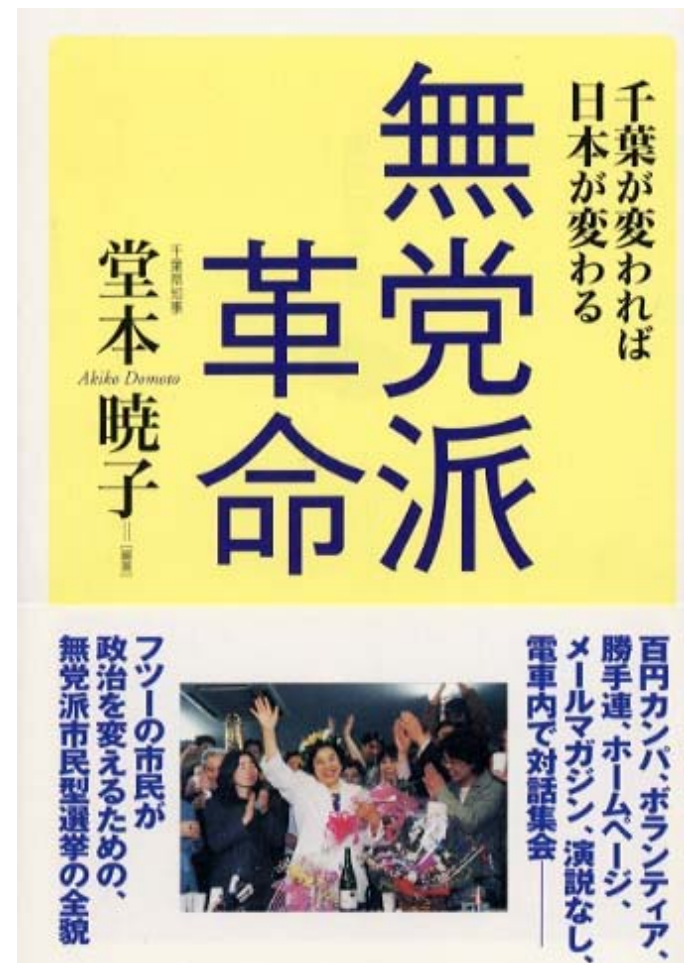 千葉が変われば
日本が変わる
無党派
革命
千葉県知事
堂本暁子=[編著]
Akiko Domoto
百円カンパ、ボランティア、
勝手連、ホームページ、
メールマガジン、演説なし、
電車内で対話集会――
フツーの市民が
政治を変えるための、
無党派市民型選挙の全貌